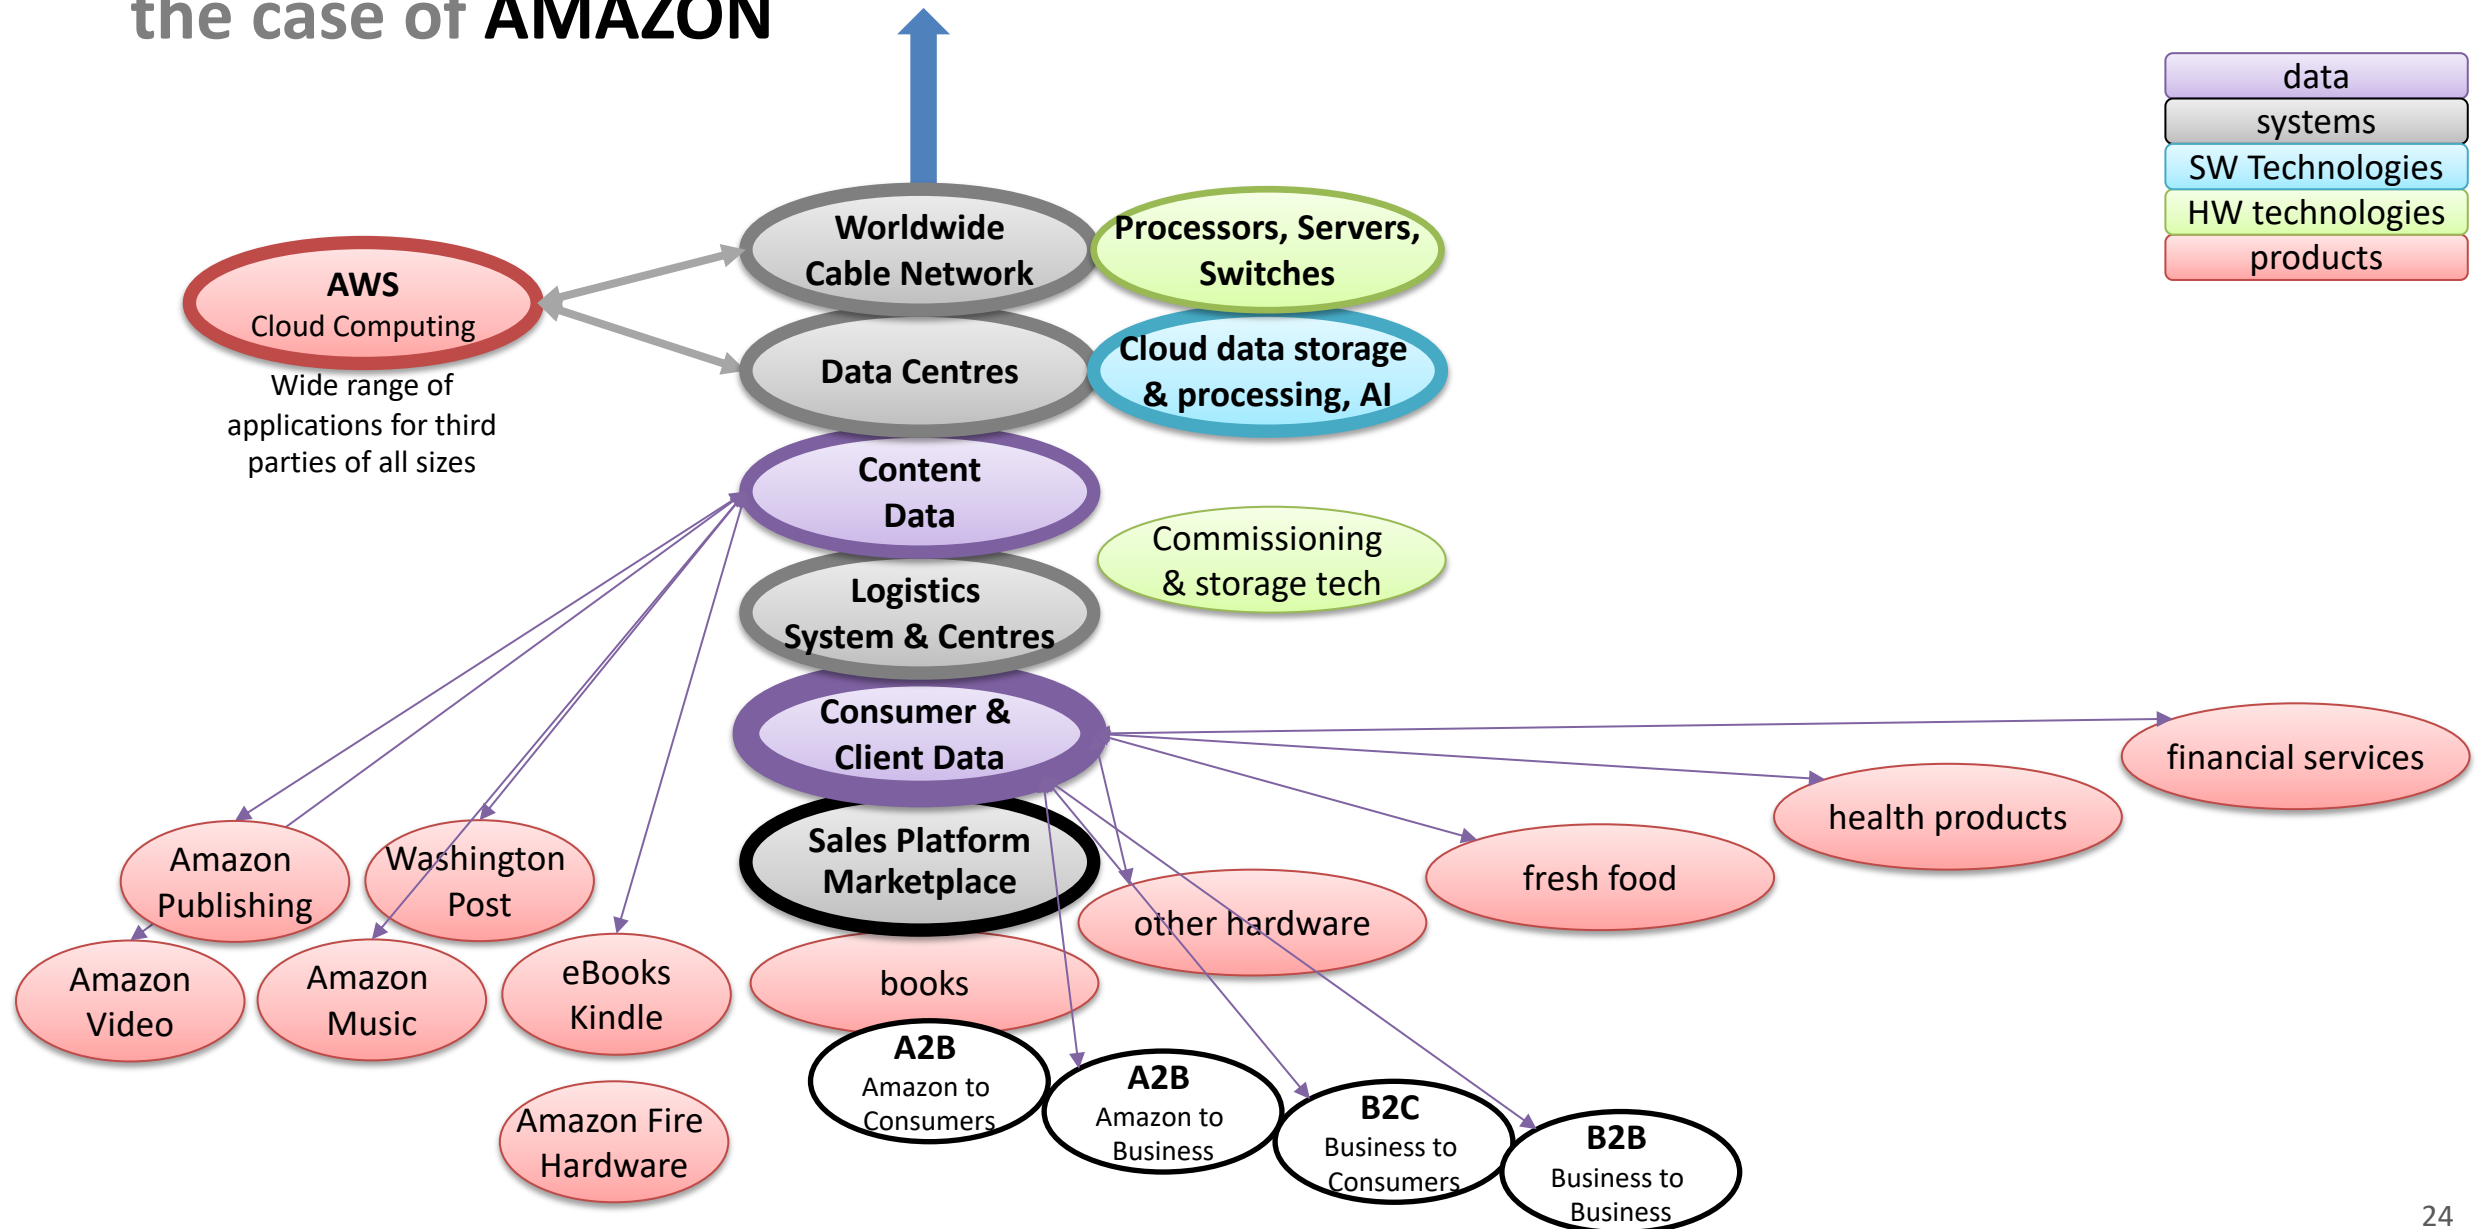 the case of AMAZON
data
systems
SW Technologies
HW technologies
products
Worldwide
Cable Network
Processors, Servers,
Switches
AWS
Cloud Computing
Wide range of
applications for third
parties of all sizes
Data Centres
Cloud data storage
& processing, AI
Content
Data
Commissioning
& storage tech
Logistics
System & Centres
Consumer &
Client Data
financial services
health products
fresh food
other hardware
Sales Platform
Marketplace
Amazon
Publishing
Washington
Post
Amazon
Video
Amazon
Music
eBooks
Kindle
books
Amazon Fire
Hardware
A2B
Amazon to
Consumers
A2B
Amazon to
Business
B2C
Business to
Consumers
B2B
Business to
Business
24